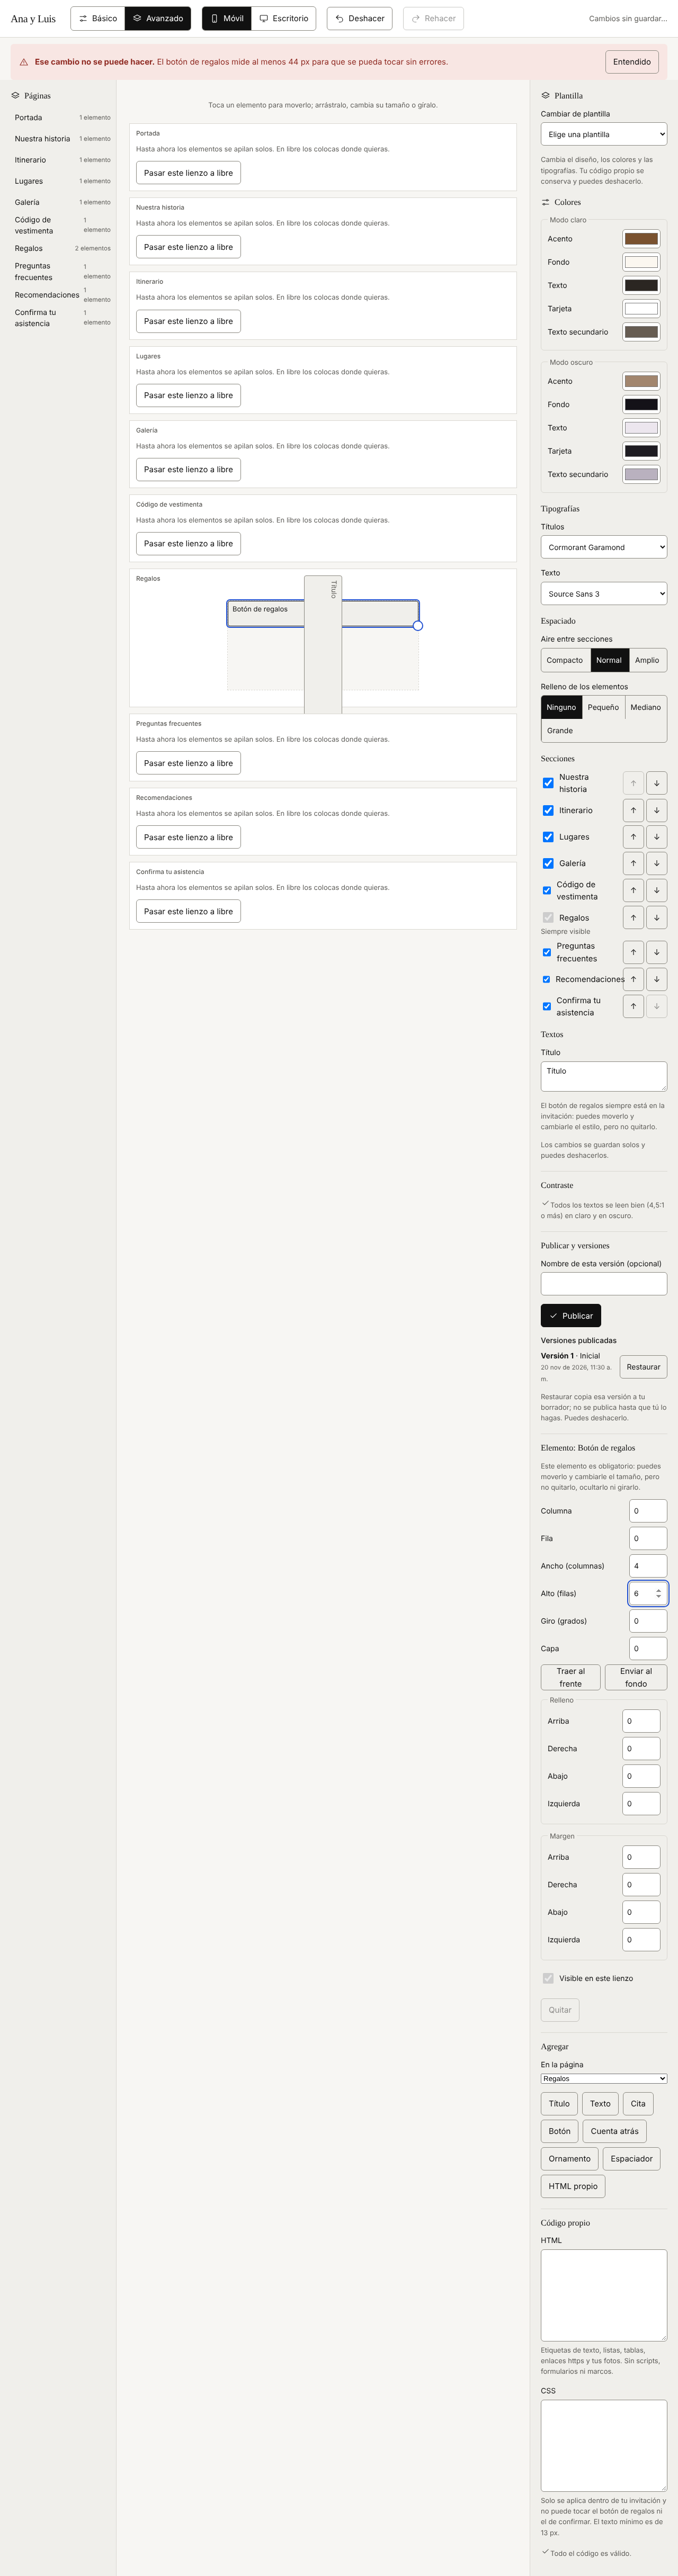 Ana y Luis
Básico
Avanzado
Móvil
Escritorio
Deshacer
Rehacer
Cambios sin guardar...
Ese cambio no se puede hacer. El botón de regalos mide al menos 44 px para que se pueda tocar sin errores.
Entendido
Páginas
Portada 1 elemento
Nuestra historia 1 elemento
Itinerario 1 elemento
Lugares 1 elemento
Galería 1 elemento
Código de vestimenta 1 elemento
Regalos 2 elementos
Preguntas frecuentes 1 elemento
Recomendaciones 1 elemento
Confirma tu asistencia 1 elemento
Toca un elemento para moverlo; arrástralo, cambia su tamaño o gíralo.
Portada
Hasta ahora los elementos se apilan solos. En libre los colocas donde quieras.
Pasar este lienzo a libre
Nuestra historia
Hasta ahora los elementos se apilan solos. En libre los colocas donde quieras.
Pasar este lienzo a libre
Itinerario
Hasta ahora los elementos se apilan solos. En libre los colocas donde quieras.
Pasar este lienzo a libre
Lugares
Hasta ahora los elementos se apilan solos. En libre los colocas donde quieras.
Pasar este lienzo a libre
Galería
Hasta ahora los elementos se apilan solos. En libre los colocas donde quieras.
Pasar este lienzo a libre
Código de vestimenta
Hasta ahora los elementos se apilan solos. En libre los colocas donde quieras.
Pasar este lienzo a libre
Regalos
Título
Botón de regalos
Preguntas frecuentes
Hasta ahora los elementos se apilan solos. En libre los colocas donde quieras.
Pasar este lienzo a libre
Recomendaciones
Hasta ahora los elementos se apilan solos. En libre los colocas donde quieras.
Pasar este lienzo a libre
Confirma tu asistencia
Hasta ahora los elementos se apilan solos. En libre los colocas donde quieras.
Pasar este lienzo a libre
Plantilla
Cambiar de plantilla
Elige una plantilla
Cambia el diseño, los colores y las
tipografías. Tu código propio se
conserva y puedes deshacerlo.
Colores
Modo claro
Acento
Fondo
Texto
Tarjeta
Texto secundario
Modo oscuro
Acento
Fondo
Texto
Tarjeta
Texto secundario
Tipografías
Títulos
Cormorant Garamond
Texto
Source Sans 3
Espaciado
Aire entre secciones
Compacto Normal Amplio
Relleno de los elementos
Ninguno Pequeño Mediano
Grande
Secciones
Nuestra
historia
Itinerario
Lugares
Galería
Código de
vestimenta
Regalos
Siempre visible
Preguntas
frecuentes
Recomendaciones
Confirma tu
asistencia
Textos
Título
Título
El botón de regalos siempre está en la
invitación: puedes moverlo y
cambiarle el estilo, pero no quitarlo.
Los cambios se guardan solos y
puedes deshacerlos.
Contraste
Todos los textos se leen bien (4,5:1
o más) en claro y en oscuro.
Publicar y versiones
Nombre de esta versión (opcional)
Publicar
Versiones publicadas
Versión 1 · Inicial
20 nov de 2026, 11:30 a.
m.
Restaurar
Restaurar copia esa versión a tu
borrador; no se publica hasta que tú lo
hagas. Puedes deshacerlo.
Elemento: Botón de regalos
Este elemento es obligatorio: puedes
moverlo y cambiarle el tamaño, pero
no quitarlo, ocultarlo ni girarlo.
Columna 0
Fila 0
Ancho (columnas) 4
Alto (filas) 6
Giro (grados) 0
Capa 0
Traer al
frente
Enviar al
fondo
Relleno
Arriba 0
Derecha 0
Abajo 0
Izquierda 0
Margen
Arriba 0
Derecha 0
Abajo 0
Izquierda 0
Visible en este lienzo
Quitar
Agregar
En la página
Regalos
Título Texto Cita
Botón Cuenta atrás
Ornamento Espaciador
HTML propio
Código propio
HTML
Etiquetas de texto, listas, tablas,
enlaces https y tus fotos. Sin scripts,
formularios ni marcos.
CSS
Solo se aplica dentro de tu invitación y
no puede tocar el botón de regalos ni
el de confirmar. El texto mínimo es de
13 px.
Todo el código es válido.